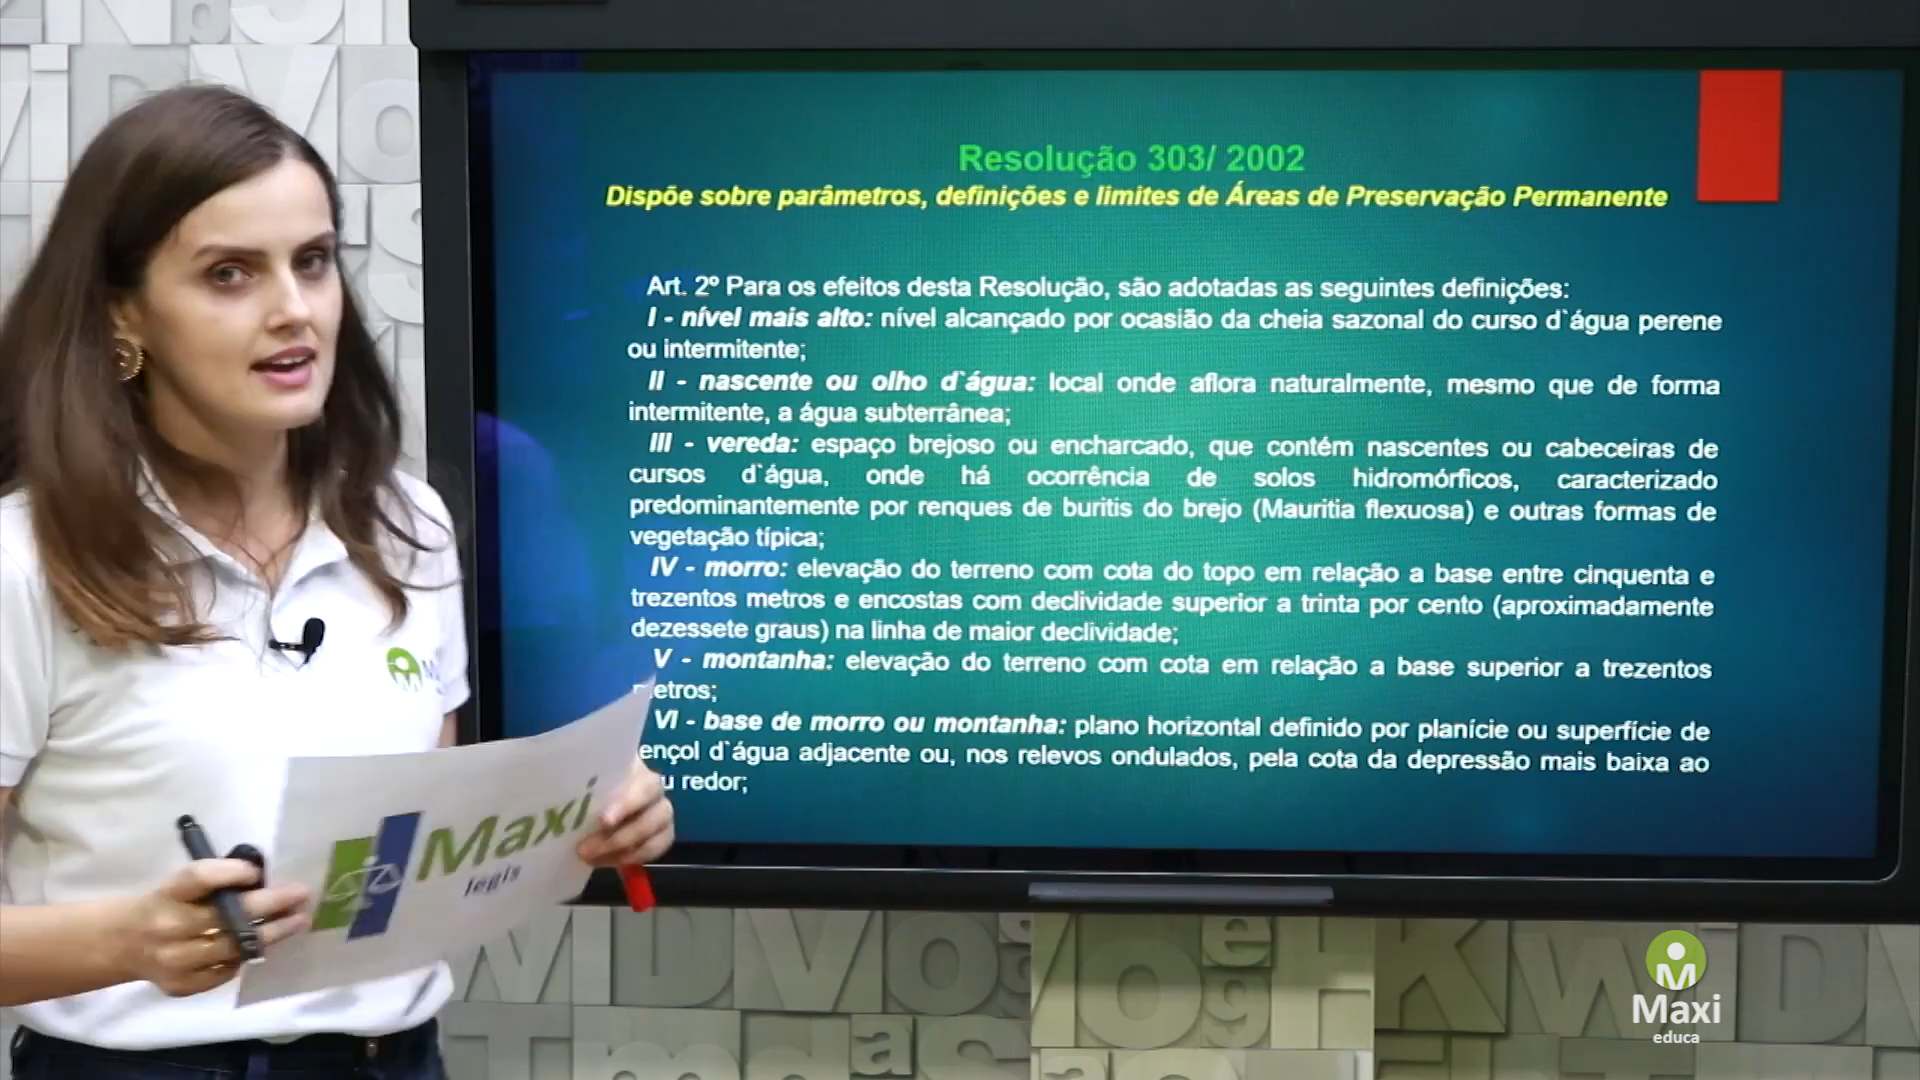 Resolução 303/ 2002
Dispõe sobre parâmetros, definições e limites de Áreas de Preservação Permanente
Art. 2º Para os efeitos desta Resolução, são adotadas as seguintes definições:
I - nível mais alto: nível alcançado por ocasião da cheia sazonal do curso d`água perene
ou intermitente;
II - nascente ou olho d`água: local onde aflora naturalmente, mesmo que de forma
intermitente, a água subterrânea;
III - vereda: espaço brejoso ou encharcado, que contém nascentes ou cabeceiras de
cursos d`água, onde há ocorrência de solos hidromórficos, caracterizado
predominantemente por renques de buritis do brejo (Mauritia flexuosa) e outras formas de
vegetação típica;
IV - morro: elevação do terreno com cota do topo em relação a base entre cinquenta e
trezentos metros e encostas com declividade superior a trinta por cento (aproximadamente
dezessete graus) na linha de maior declividade;
V - montanha: elevação do terreno com cota em relação a base superior a trezentos
metros;
VI - base de morro ou montanha: plano horizontal definido por planície ou superfície de
ençol d`água adjacente ou, nos relevos ondulados, pela cota da depressão mais baixa ao
u redor;
Maxi
legis
Maxi
educa